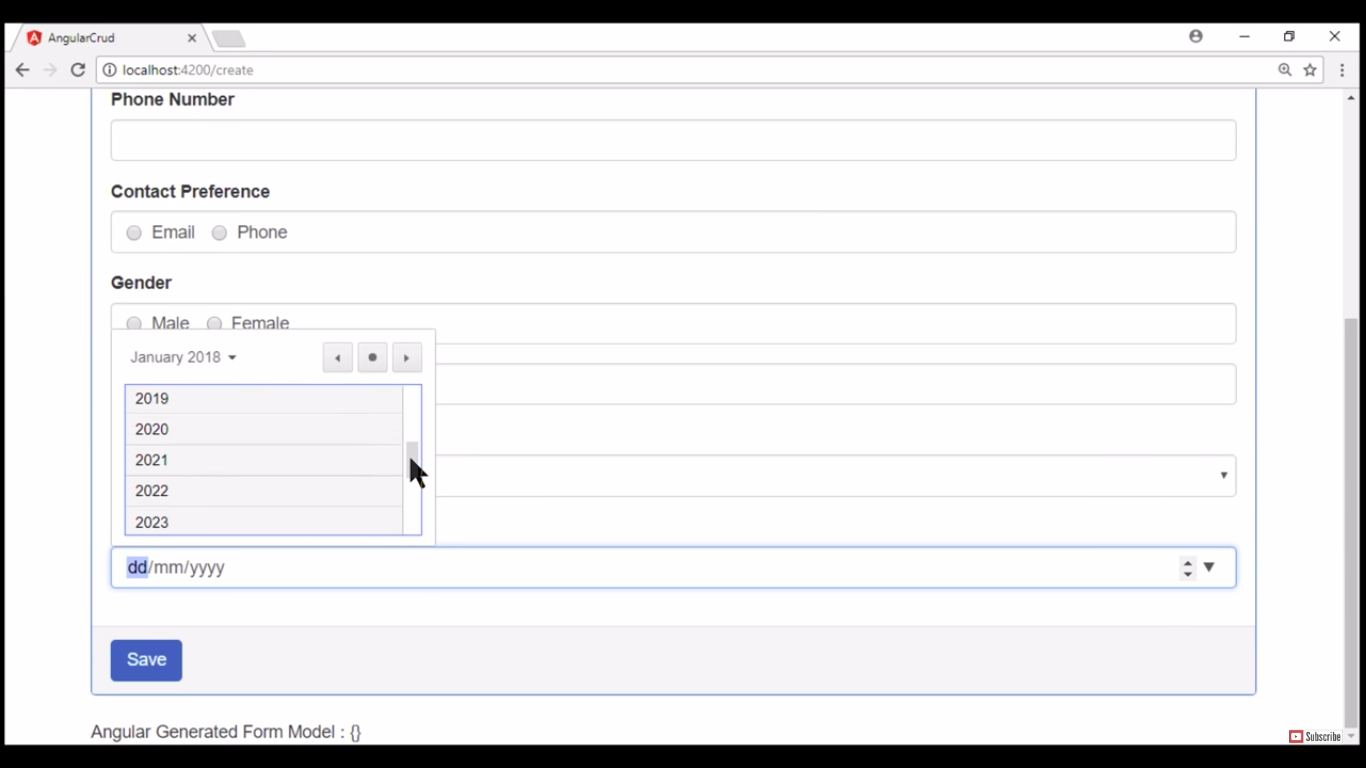 AngularCrud
localhost:4200/create
Phone Number
Contact Preference
Email Phone
Gender
Male Female
January 2018
2019
2020
2021
2022
2023
dd/mm/yyyy
Save
Angular Generated Form Model : {}
Subscribe